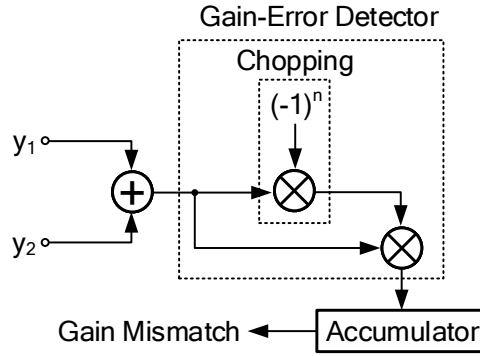 Gain-Error Detector
Chopping
(-1)ⁿ
y₁
y₂
Gain Mismatch
Accumulator